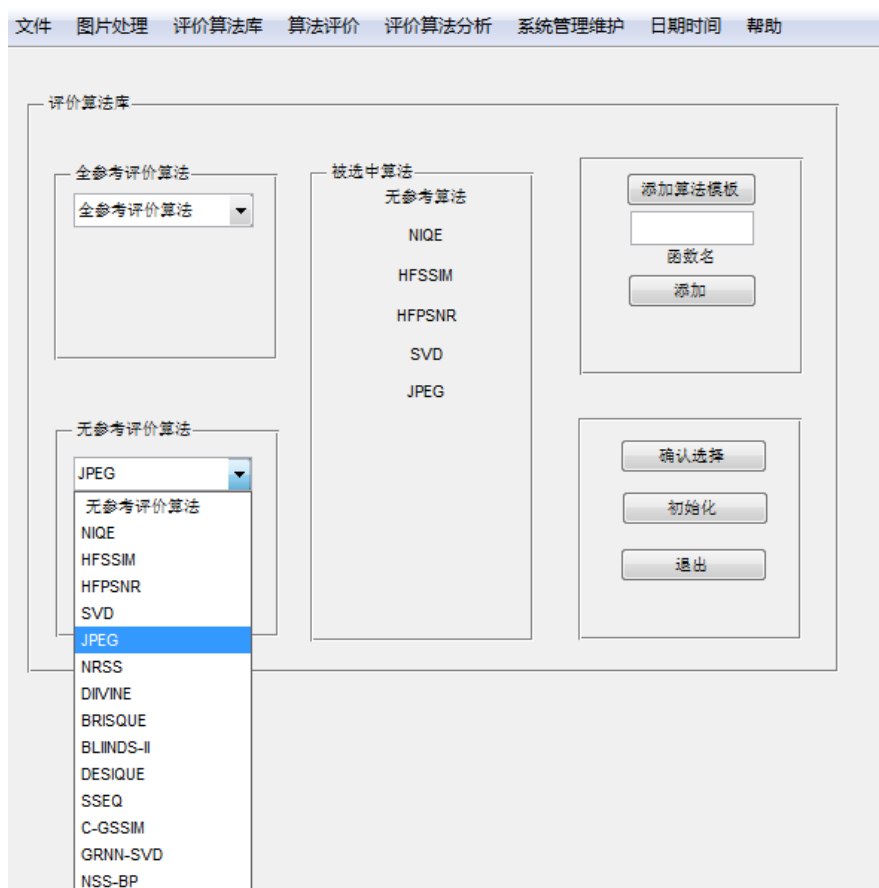 文件 图片处理 评价算法库 算法评价 评价算法分析 系统管理维护 日期时间 帮助
评价算法库
全参考评价算法
全参考评价算法
无参考评价算法
JPEG
无参考评价算法
NIQE
HFSSIM
HFPSNR
SVD
JPEG
NRSS
DIIVINE
BRISQUE
BLIINDS-II
DESIQUE
SSEQ
C-GSSIM
GRNN-SVD
NSS-BP
被选中算法
无参考算法
NIQE
HFSSIM
HFPSNR
SVD
JPEG
添加算法模板
函数名
添加
确认选择
初始化
退出